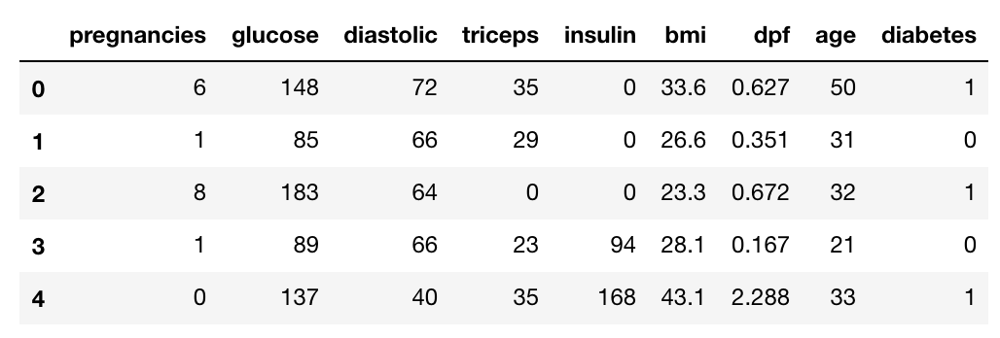 pregnancies glucose diastolic triceps insulin bmi dpf age diabetes
0 6 148 72 35 0 33.6 0.627 50 1
1 1 85 66 29 0 26.6 0.351 31 0
2 8 183 64 0 0 23.3 0.672 32 1
3 1 89 66 23 94 28.1 0.167 21 0
4 0 137 40 35 168 43.1 2.288 33 1